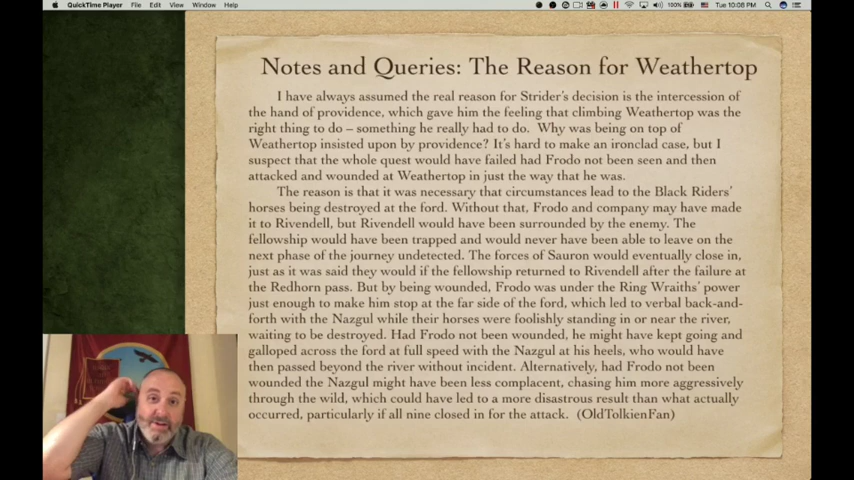 QuickTime Player File Edit View Window Help 100% Tue 10:08 PM
Notes and Queries: The Reason for Weathertop
I have always assumed the real reason for Strider's decision is the intercession of
the hand of providence, which gave him the feeling that climbing Weathertop was the
right thing to do – something he really had to do. Why was being on top of
Weathertop insisted upon by providence? It's hard to make an ironclad case, but I
suspect that the whole quest would have failed had Frodo not been seen and then
attacked and wounded at Weathertop in just the way that he was.
The reason is that it was necessary that circumstances lead to the Black Riders'
horses being destroyed at the ford. Without that, Frodo and company may have made
it to Rivendell, but Rivendell would have been surrounded by the enemy. The
fellowship would have been trapped and would never have been able to leave on the
next phase of the journey undetected. The forces of Sauron would eventually close in,
just as it was said they would if the fellowship returned to Rivendell after the failure at
the Redhorn pass. But by being wounded, Frodo was under the Ring Wraiths' power
just enough to make him stop at the far side of the ford, which led to verbal back-and-
forth with the Nazgul while their horses were foolishly standing in or near the river,
waiting to be destroyed. Had Frodo not been wounded, he might have kept going and
galloped across the ford at full speed with the Nazgul at his heels, who would have
then passed beyond the river without incident. Alternatively, had Frodo not been
wounded the Nazgul might have been less complacent, chasing him more aggressively
through the wild, which could have led to a more disastrous result than what actually
occurred, particularly if all nine closed in for the attack. (OldTolkienFan)